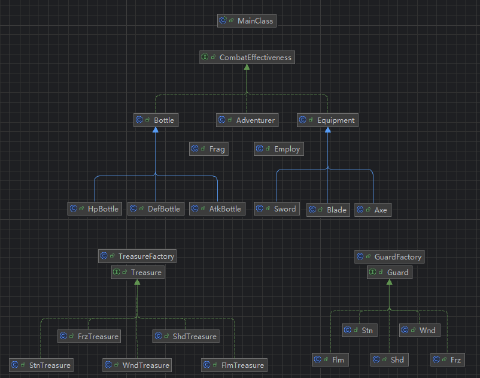 MainClass
CombatEffectiveness
Bottle
Adventurer
Equipment
Frag
Employ
HpBottle
DefBottle
AtkBottle
Sword
Blade
Axe
TreasureFactory
Treasure
GuardFactory
Guard
FrzTreasure
ShdTreasure
StnTreasure
WndTreasure
FlmTreasure
Stn
Wnd
Flm
Shd
Frz